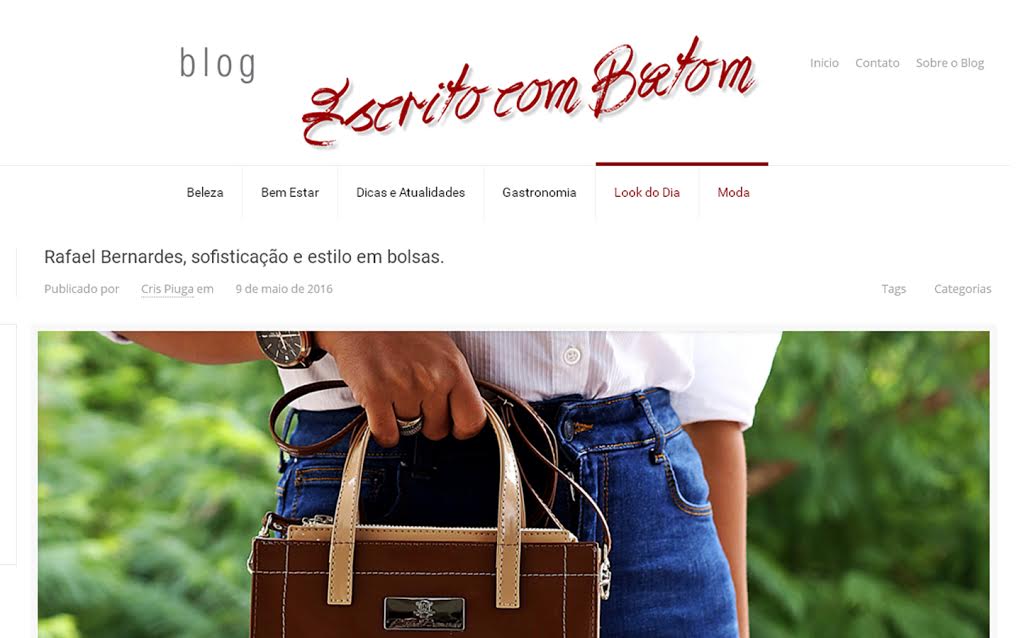 blog
Escrito com Batom
Inicio Contato Sobre o Blog
Beleza Bem Estar Dicas e Atualidades Gastronomia Look do Dia Moda
Rafael Bernardes, sofisticação e estilo em bolsas.
Publicado por Cris Piuga em 9 de maio de 2016 Tags Categorias